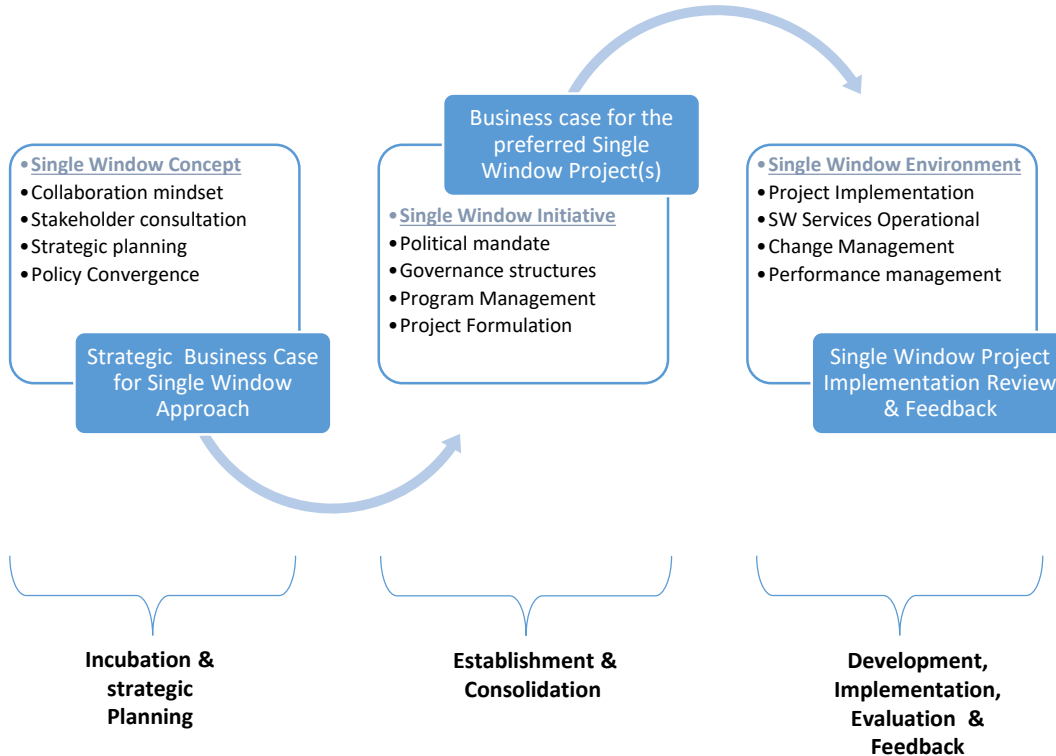 •Single Window Concept
•Collaboration mindset
•Stakeholder consultation
•Strategic planning
•Policy Convergence
Strategic Business Case
for Single Window
Approach
Business case for the
preferred Single
Window Project(s)
•Single Window Initiative
•Political mandate
•Governance structures
•Program Management
•Project Formulation
•Single Window Environment
•Project Implementation
•SW Services Operational
•Change Management
•Performance management
Single Window Project
Implementation Review
& Feedback
Incubation &
strategic
Planning
Establishment &
Consolidation
Development,
Implementation,
Evaluation &
Feedback